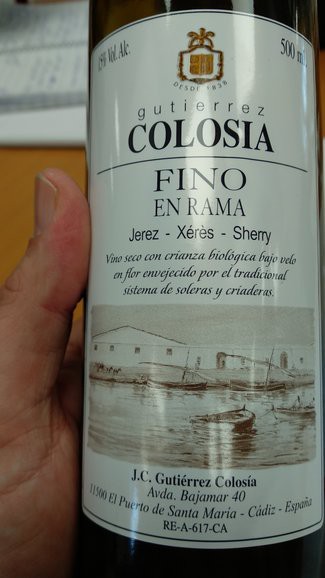 15% Vol. Alc.
500 ml
DESDE 1838
gutierrez
COLOSIA
FINO
EN RAMA
Jerez - Xérès - Sherry
Vino seco con crianza biológica bajo velo
en flor envejecido por el tradicional
sistema de soleras y criaderas.
J.C. Gutiérrez Colosía
Avda. Bajamar 40
11500 El Puerto de Santa María - Cádiz - España
RE-A-617-CA